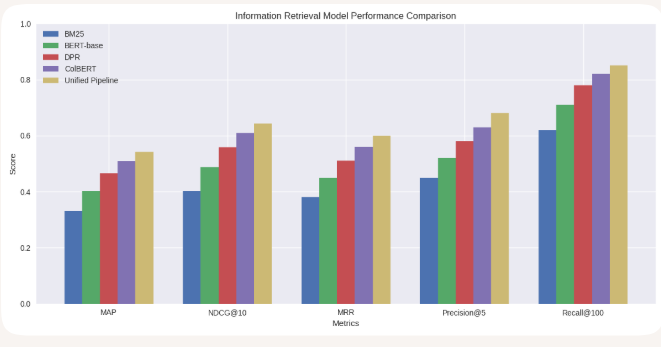 Information Retrieval Model Performance Comparison
1.0
BM25
BERT-base
DPR
ColBERT
Unified Pipeline
0.8
0.6
Score
0.4
0.2
0.0
MAP
NDCG@10
MRR
Precision@5
Recall@100
Metrics